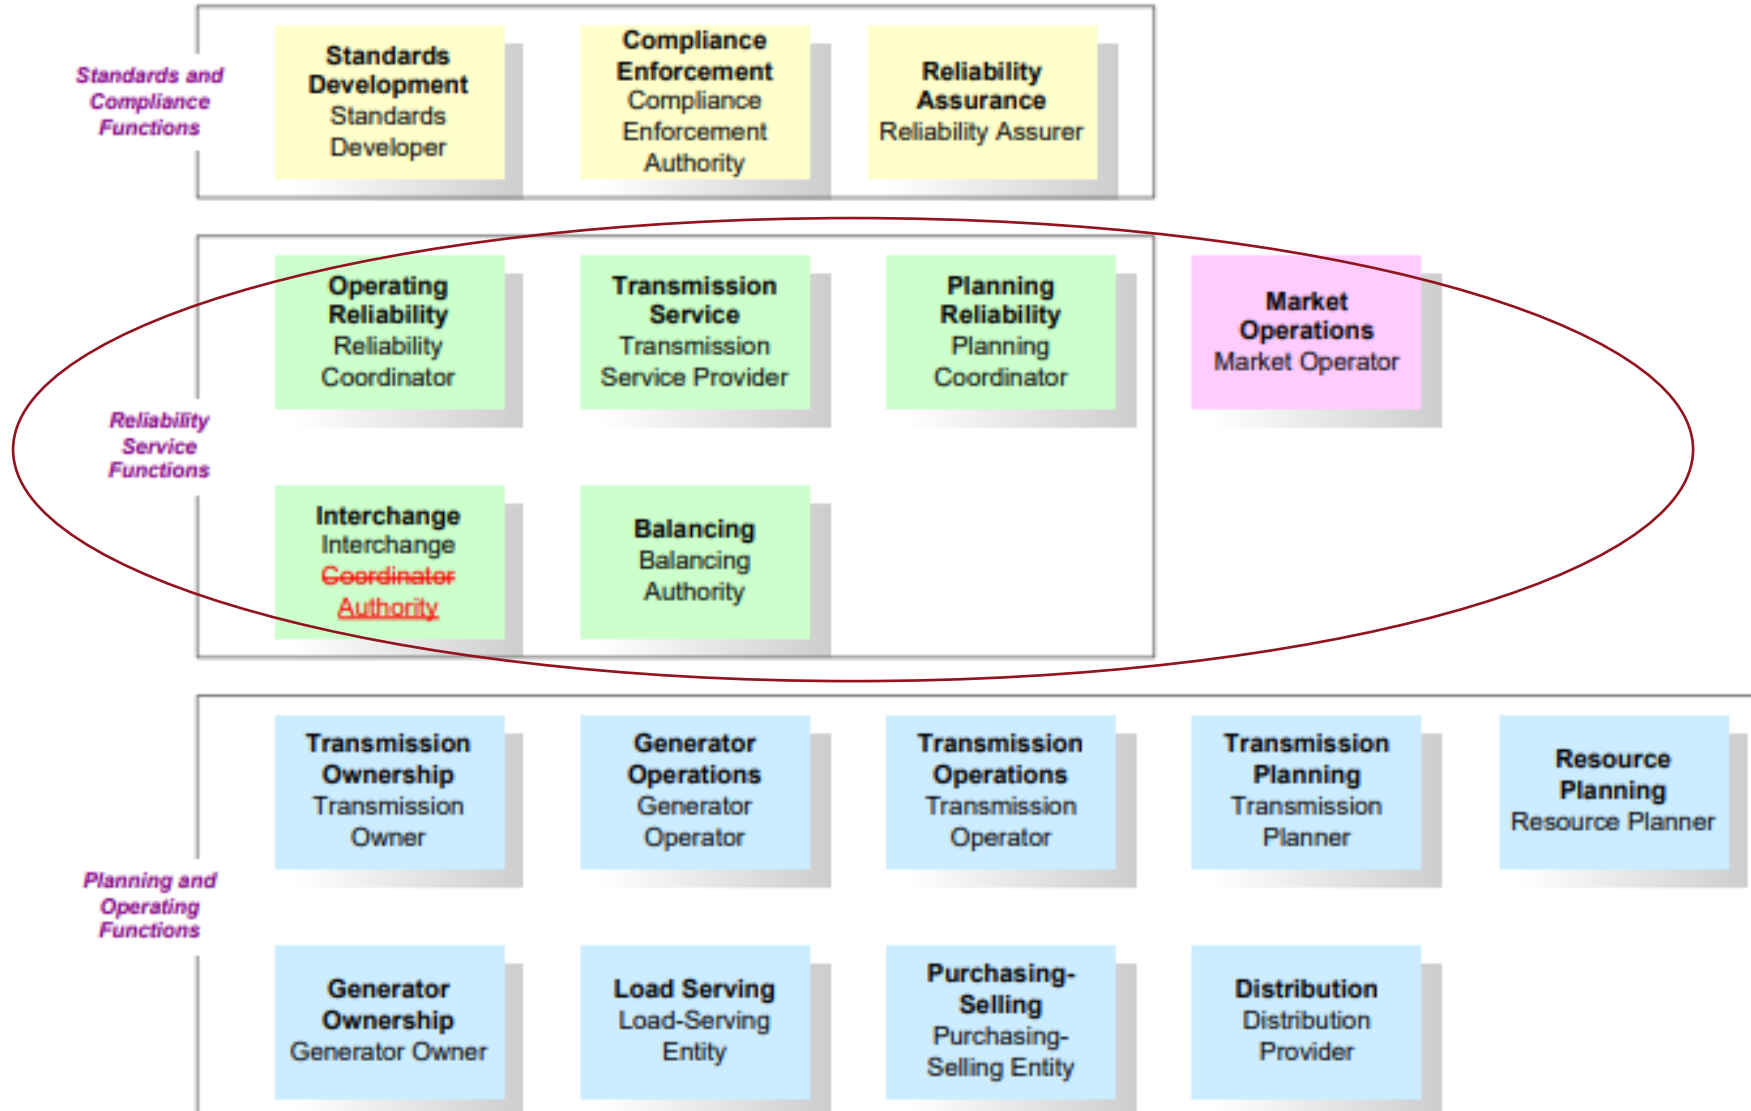 Standards and
Compliance
Functions
Standards
Development
Standards
Developer
Compliance
Enforcement
Compliance
Enforcement
Authority
Reliability
Assurance
Reliability Assurer
Reliability
Service
Functions
Operating
Reliability
Reliability
Coordinator
Transmission
Service
Transmission
Service Provider
Planning
Reliability
Planning
Coordinator
Market
Operations
Market Operator
Interchange
Interchange
Coordinator
Authority
Balancing
Balancing
Authority
Planning and
Operating
Functions
Transmission
Ownership
Transmission
Owner
Generator
Operations
Generator
Operator
Transmission
Operations
Transmission
Operator
Transmission
Planning
Transmission
Planner
Resource
Planning
Resource Planner
Generator
Ownership
Generator Owner
Load Serving
Load-Serving
Entity
Purchasing-
Selling
Purchasing-
Selling Entity
Distribution
Distribution
Provider